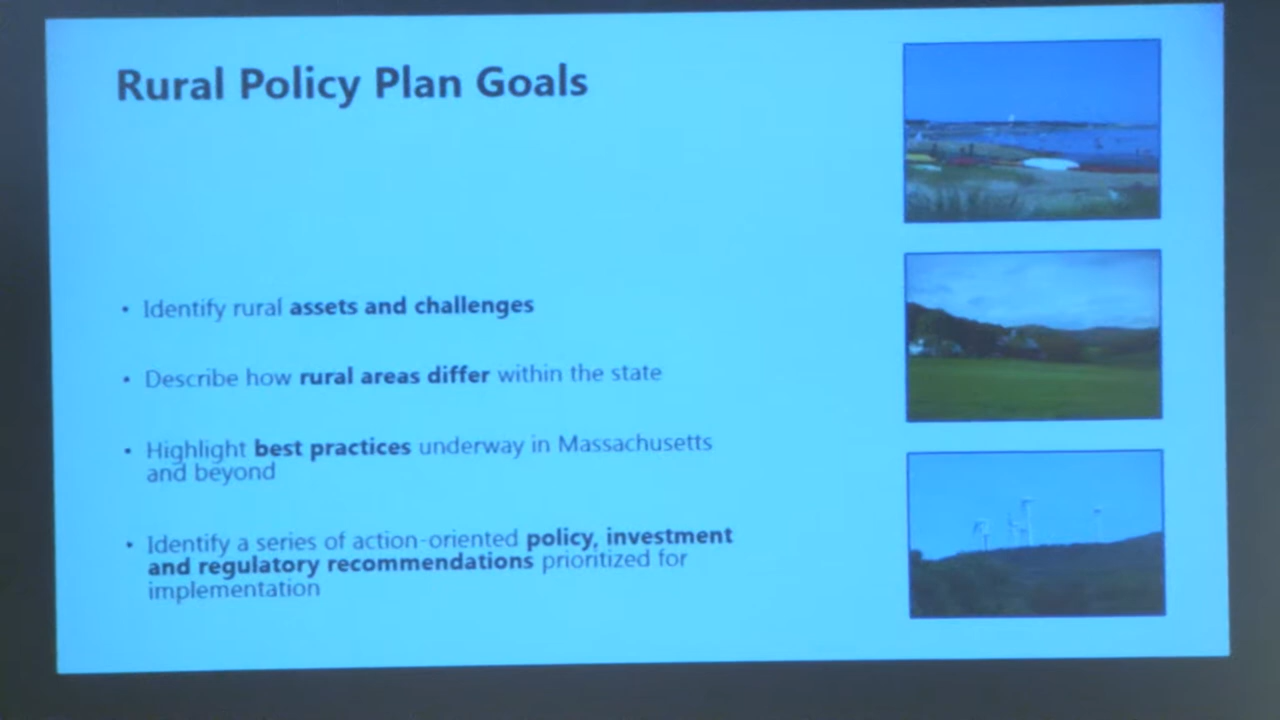 Rural Policy Plan Goals
• Identify rural assets and challenges
• Describe how rural areas differ within the state
• Highlight best practices underway in Massachusetts
and beyond
• Identify a series of action-oriented policy, investment
and regulatory recommendations prioritized for
implementation